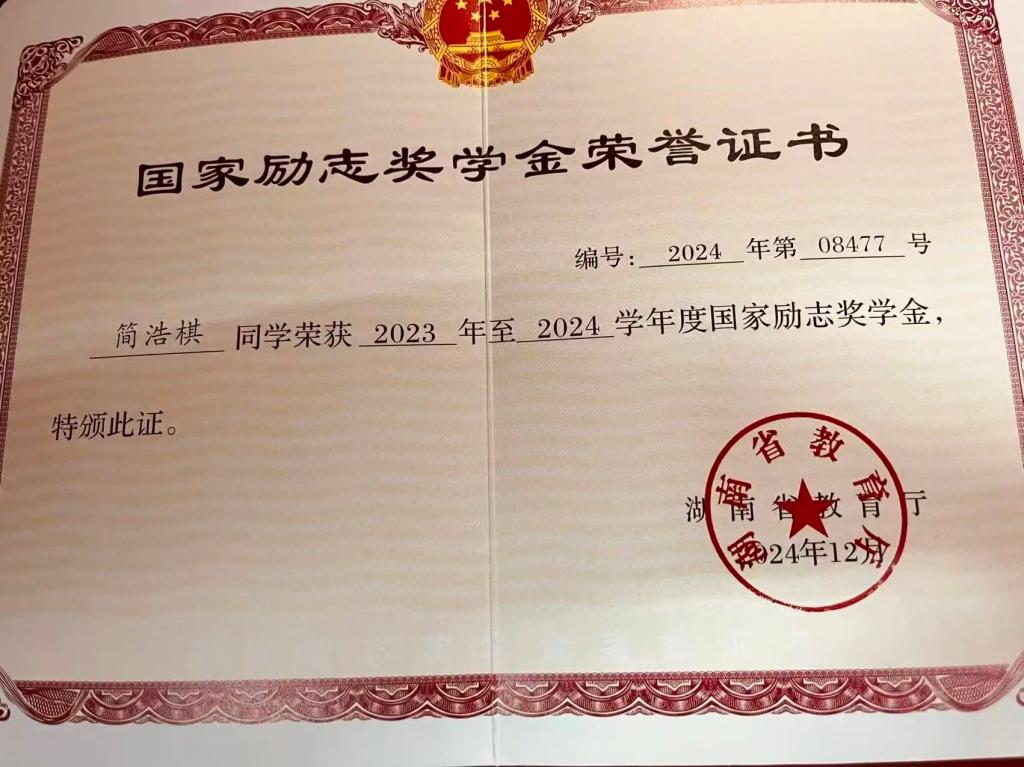 国家励志奖学金荣誉证书
编号：2024年第08477号
简浩棋同学荣获2023年至2024学年度国家励志奖学金，
特颁此证。
湖南省教育厅
湖南省教育厅
2024年12月